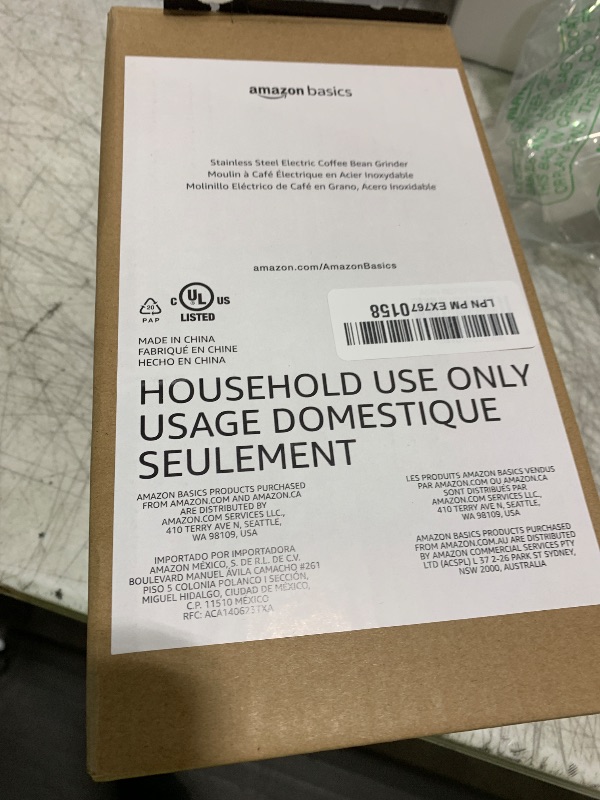 amazon basics
Stainless Steel Electric Coffee Bean Grinder
Moulin à Café Électrique en Acier Inoxydable
Molinillo Eléctrico de Café en Grano, Acero Inoxidable
amazon.com/AmazonBasics
20
PAP
C UL US
LISTED
LPN PM EX7670158
MADE IN CHINA
FABRIQUÉ EN CHINE
HECHO EN CHINA
HOUSEHOLD USE ONLY
USAGE DOMESTIQUE
SEULEMENT
AMAZON BASICS PRODUCTS PURCHASED
FROM AMAZON.COM AND AMAZON.CA
ARE DISTRIBUTED BY
AMAZON.COM SERVICES LLC.,
410 TERRY AVE N, SEATTLE,
WA 98109, USA
IMPORTADO POR IMPORTADORA
AMAZON MÉXICO, S. DE R.L. DE C.V.
BOULEVARD MANUEL ÁVILA CAMACHO #261
PISO 5 COLONIA POLANCO I SECCIÓN,
MIGUEL HIDALGO, CIUDAD DE MÉXICO,
C.P. 11510 MÉXICO
RFC: ACA140623TXA
LES PRODUITS AMAZON BASICS VENDUS
PAR AMAZON.COM OU AMAZON.CA
SONT DISTRIBUÉS PAR
AMAZON.COM SERVICES LLC.,
410 TERRY AVE N, SEATTLE,
WA 98109, USA
AMAZON BASICS PRODUCTS PURCHASED
FROM AMAZON.COM.AU ARE DISTRIBUTED
BY AMAZON COMMERCIAL SERVICES PTY
LTD (ACSPL) L 37 2-26 PARK ST SYDNEY,
NSW 2000, AUSTRALIA